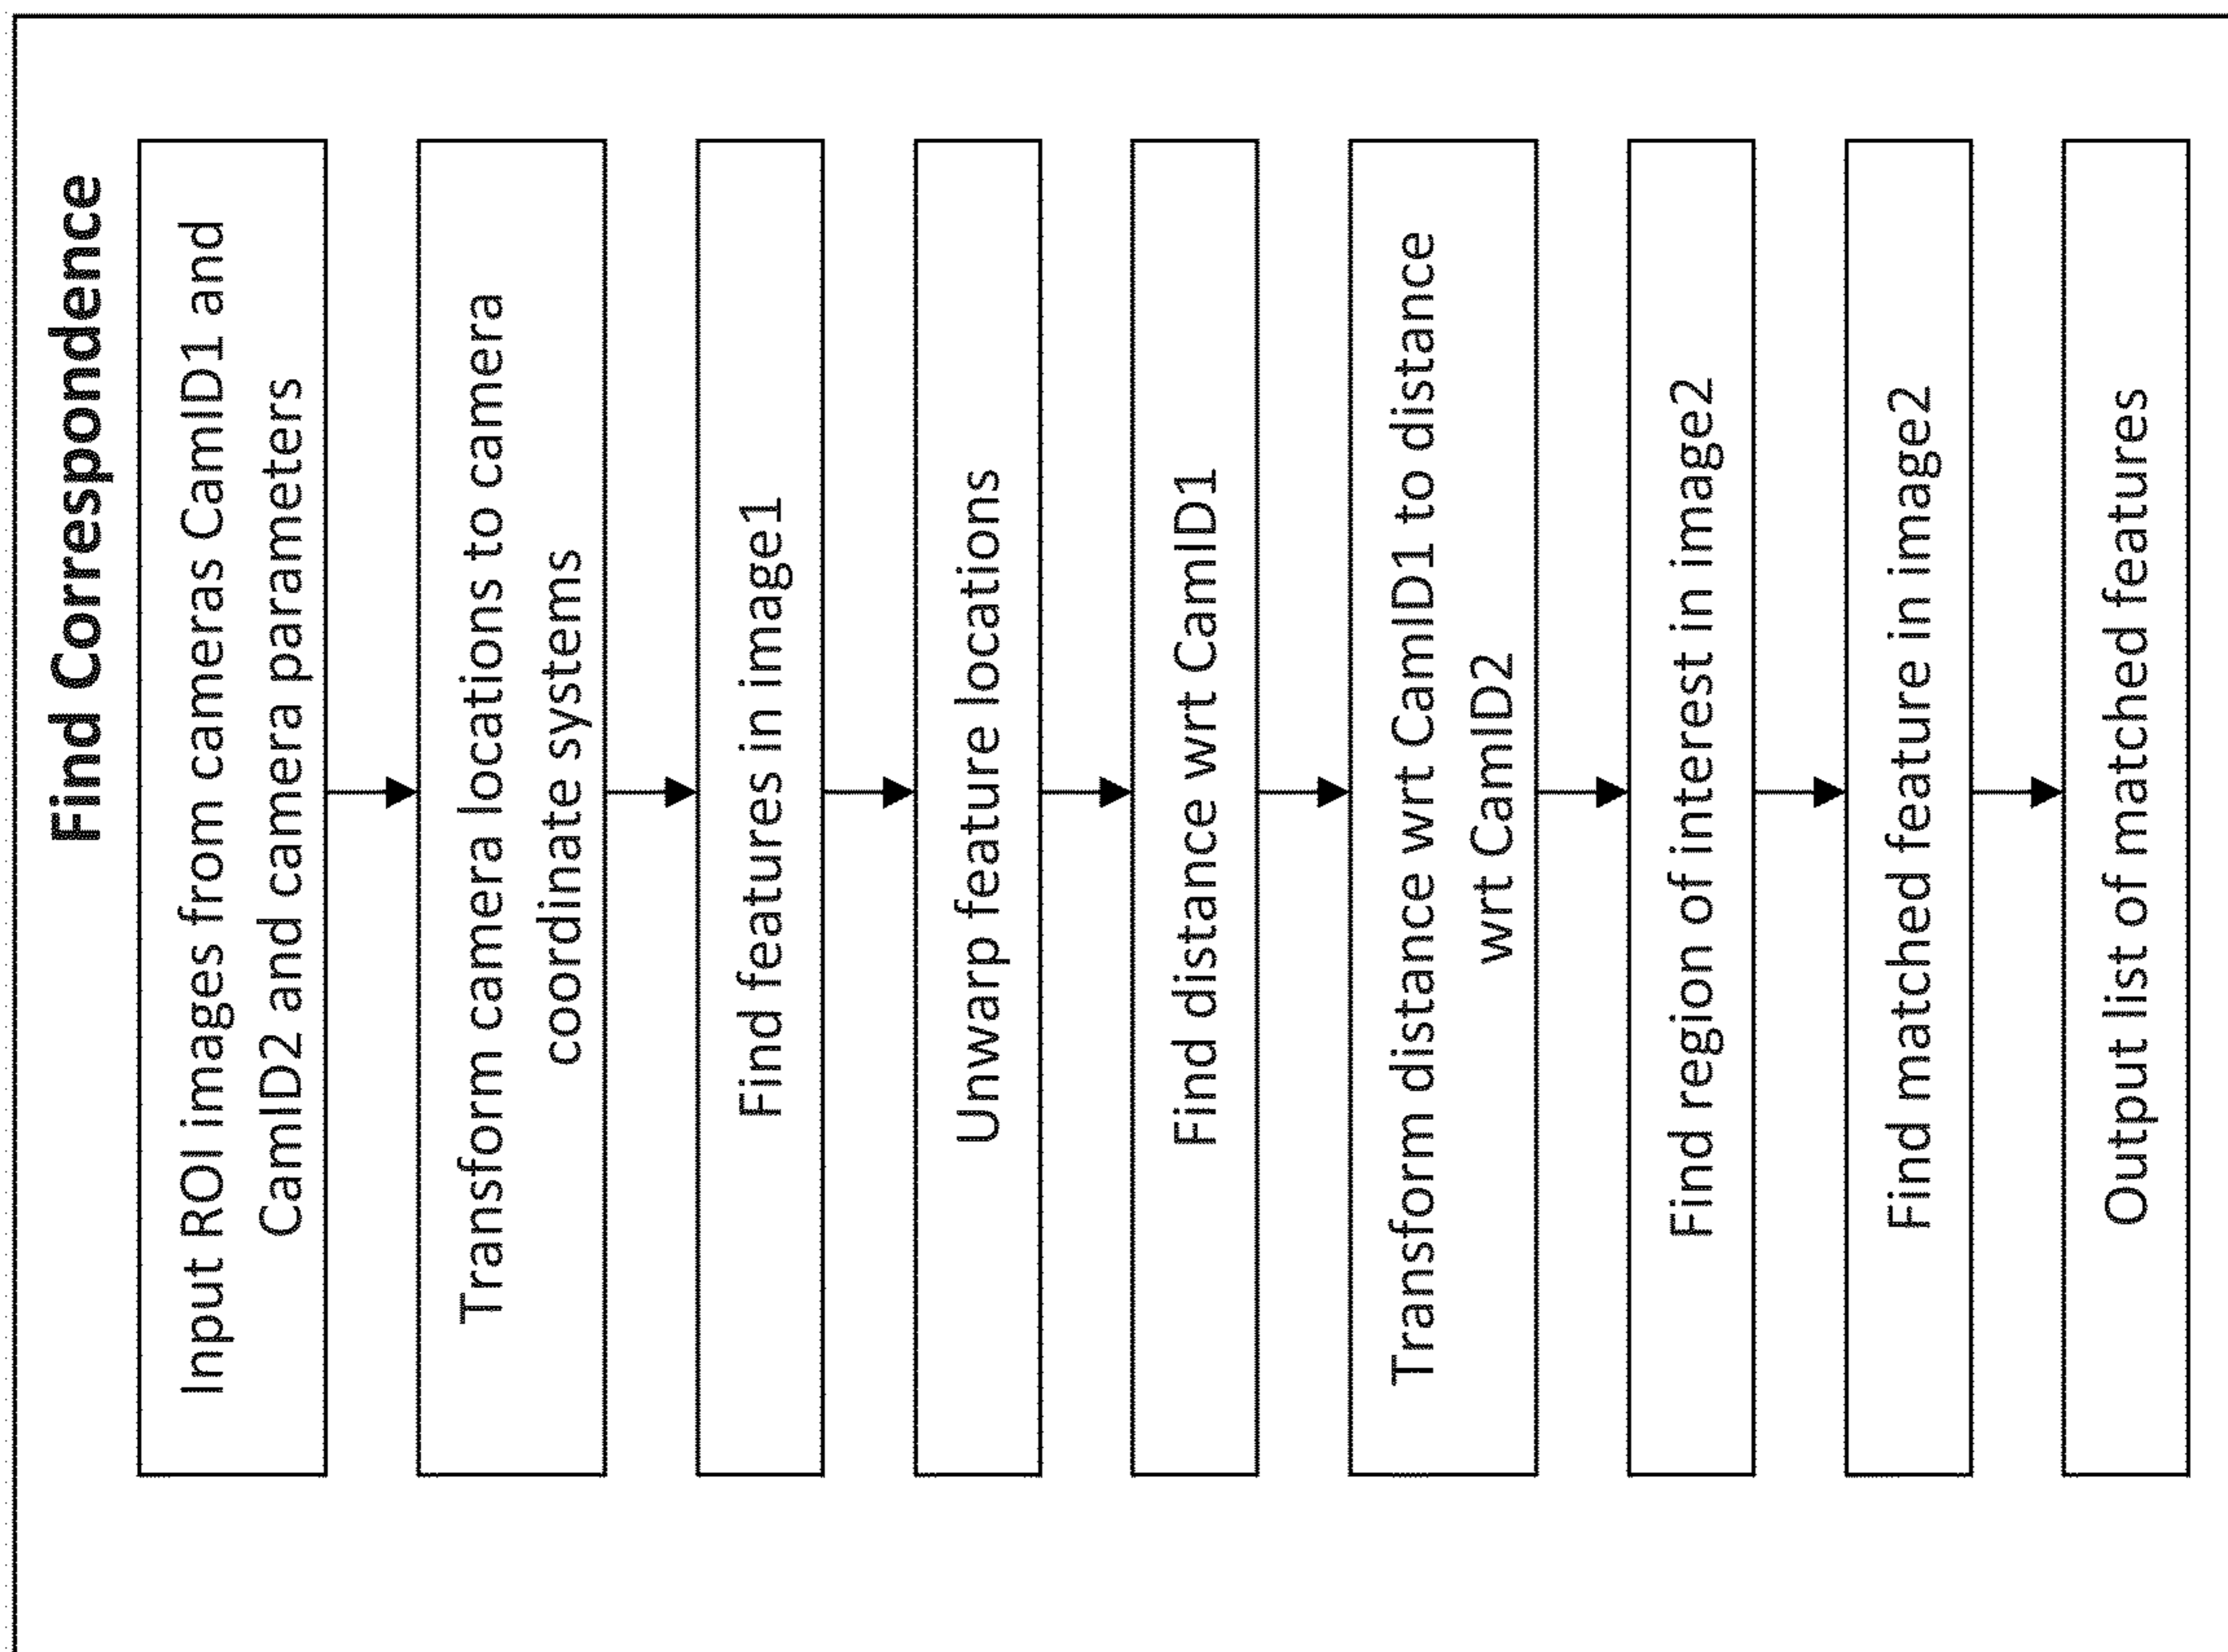 Find Correspondence
Input ROI images from cameras CamID1 and
CamID2 and camera parameters
Transform camera locations to camera
coordinate systems
Find features in image1
Unwarp feature locations
Find distance wrt CamID1
Transform distance wrt CamID1 to distance
wrt CamID2
Find region of interest in image2
Find matched feature in image2
Output list of matched features